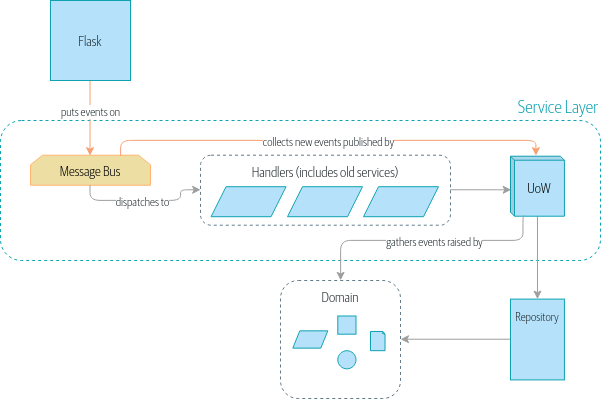 Flask
puts events on
Service Layer
collects new events published by
Message Bus
Handlers (includes old services)
UoW
dispatches to
gathers events raised by
Domain
Repository